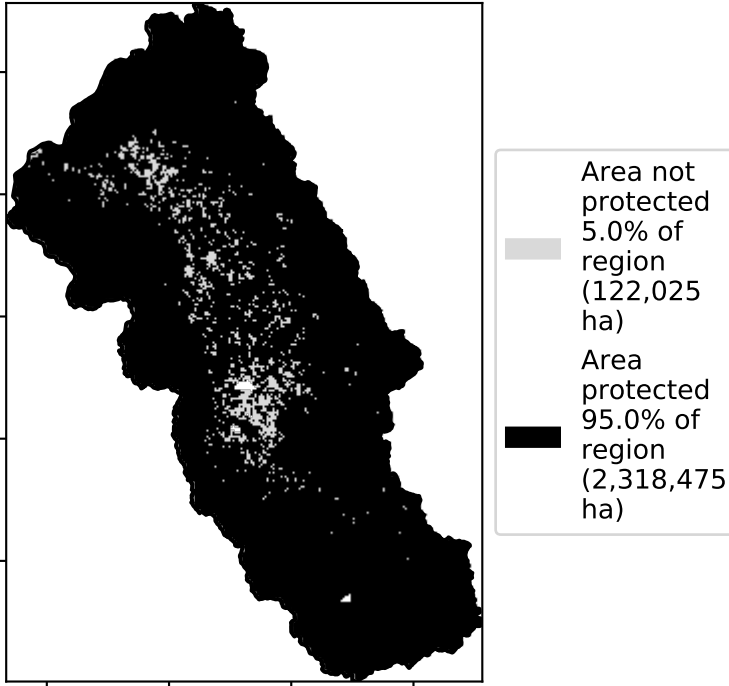 Area not
protected
5.0% of
region
(122,025
ha)
Area
protected
95.0% of
region
(2,318,475
ha)